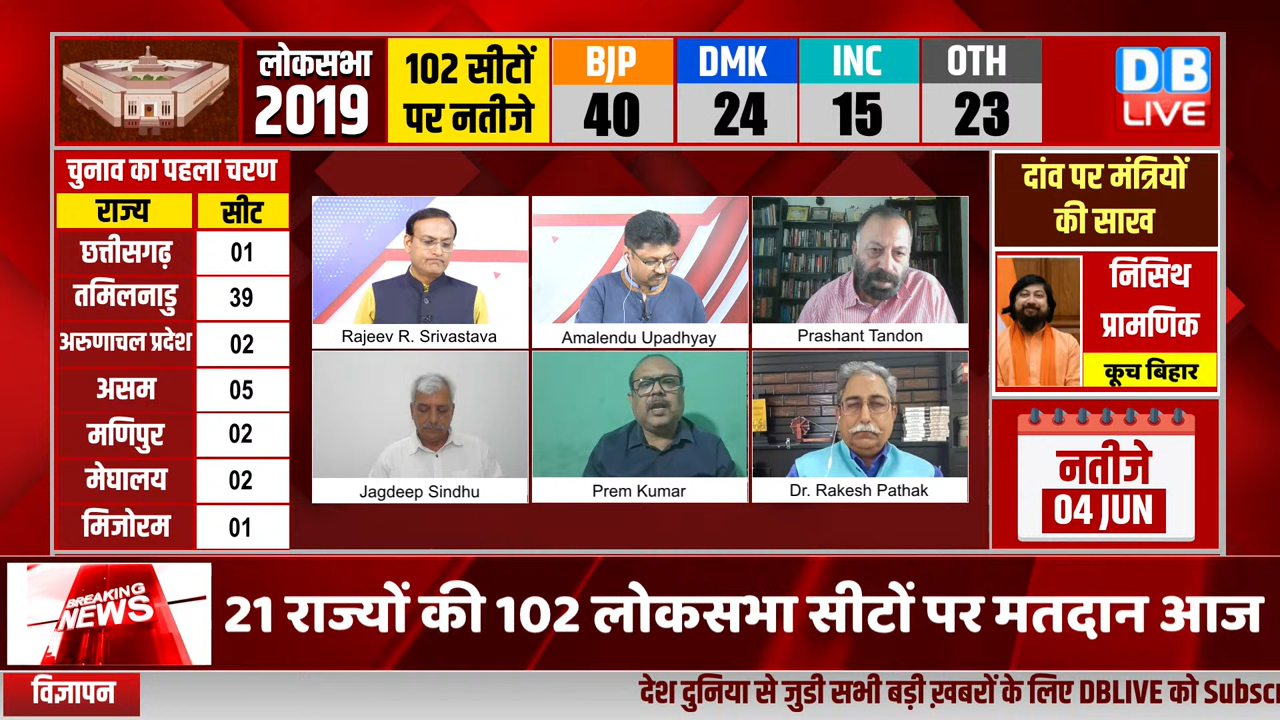 लोकसभा
2019
102 सीटों
पर नतीजे
BJP
40
DMK
24
INC
15
OTH
23
DB
LIVE
चुनाव का पहला चरण
राज्य सीट
छत्तीसगढ़ 01
तमिलनाडु 39
अरुणाचल प्रदेश 02
असम 05
मणिपुर 02
मेघालय 02
मिजोरम 01
Rajeev R. Srivastava
Amalendu Upadhyay
Prashant Tandon
Jagdeep Sindhu
Prem Kumar
Dr. Rakesh Pathak
दांव पर मंत्रियों
की साख
निसिथ
प्रामणिक
कूच बिहार
नतीजे
04 JUN
BREAKING
NEWS
21 राज्यों की 102 लोकसभा सीटों पर मतदान आज
विज्ञापन
देश दुनिया से जुडी सभी बड़ी ख़बरों के लिए DBLIVE को Subsc